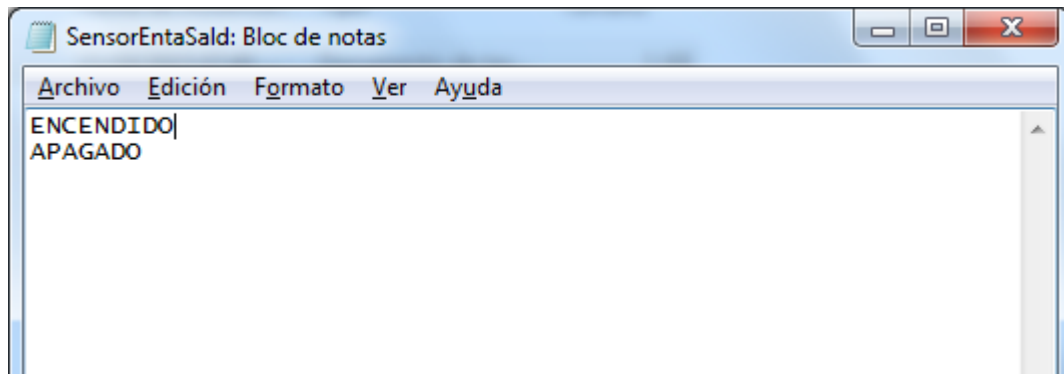 SensorEntaSald: Bloc de notas
Archivo Edición Formato Ver Ayuda
ENCENDIDO
APAGADO